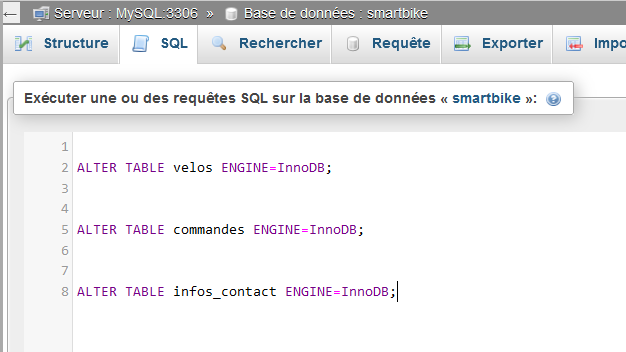 ← Serveur : MySQL:3306 » Base de données : smartbike
Structure SQL Rechercher Requête Exporter Impo
Exécuter une ou des requêtes SQL sur la base de données « smartbike »:
1
2 ALTER TABLE velos ENGINE=InnoDB;
3
4
5 ALTER TABLE commandes ENGINE=InnoDB;
6
7
8 ALTER TABLE infos_contact ENGINE=InnoDB;